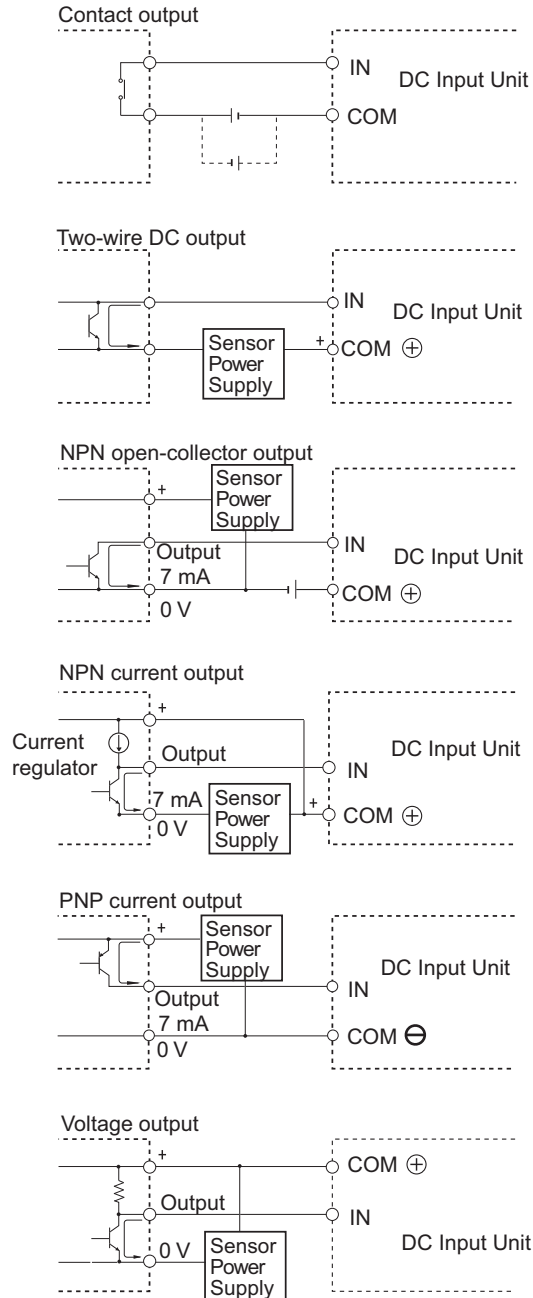 Contact output
IN
DC Input Unit
COM
Two-wire DC output
IN
DC Input Unit
Sensor
Power
Supply
+
COM ⊕
NPN open-collector output
+
Sensor
Power
Supply
Output
IN
7 mA
DC Input Unit
COM ⊕
0 V
NPN current output
+
Current
regulator
Output
DC Input Unit
IN
7 mA
0 V
Sensor
Power
Supply
+
COM ⊕
PNP current output
+
Sensor
Power
Supply
DC Input Unit
Output
IN
7 mA
0 V
COM ⊖
Voltage output
+
COM ⊕
Output
IN
0 V
Sensor
Power
Supply
DC Input Unit